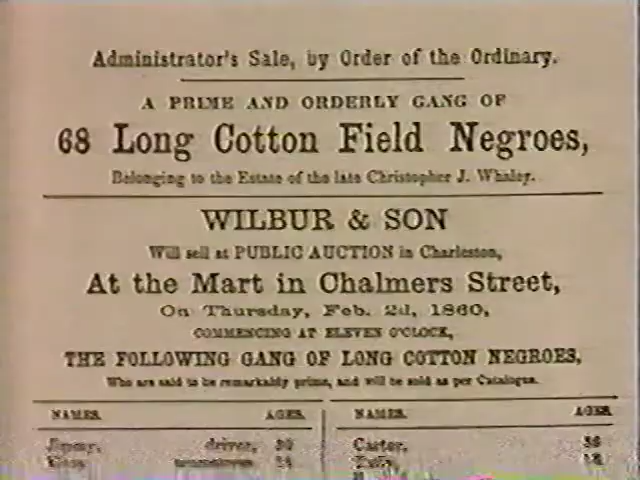 Administrator's Sale, by Order of the Ordinary.
A PRIME AND ORDERLY GANG OF
68 Long Cotton Field Negroes,
Belonging to the Estate of the late Christopher J. Whaley.
WILBUR & SON
Will sell at PUBLIC AUCTION in Charleston,
At the Mart in Chalmers Street,
On Thursday, Feb. 2d, 1860,
COMMENCING AT ELEVEN O'CLOCK,
THE FOLLOWING GANG OF LONG COTTON NEGROES,
Who are said to be remarkably prime, and will be sold as per Catalogue.
NAMES. AGES. NAMES. AGES.
driver, Carter,